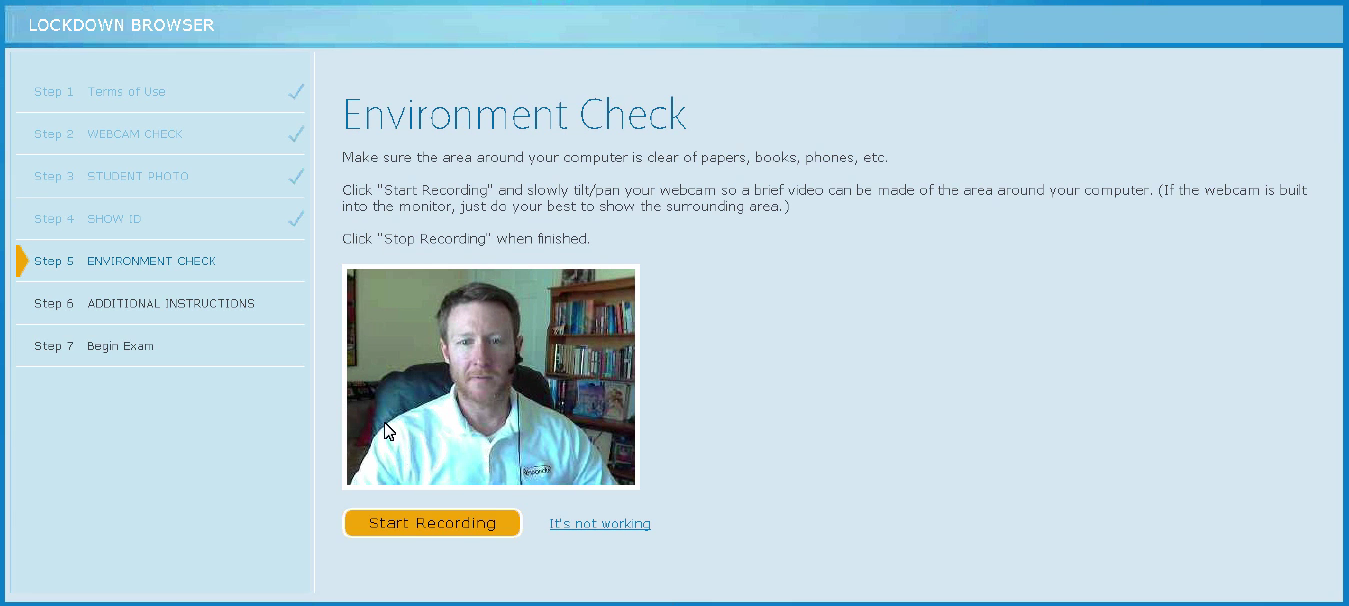 LOCKDOWN BROWSER
Step 1 Terms of Use
Step 2 WEBCAM CHECK
Step 3 STUDENT PHOTO
Step 4 SHOW ID
Step 5 ENVIRONMENT CHECK
Step 6 ADDITIONAL INSTRUCTIONS
Step 7 Begin Exam
Environment Check
Make sure the area around your computer is clear of papers, books, phones, etc.
Click "Start Recording" and slowly tilt/pan your webcam so a brief video can be made of the area around your computer. (If the webcam is built
into the monitor, just do your best to show the surrounding area.)
Click "Stop Recording" when finished.
Respondus
Start Recording
It's not working